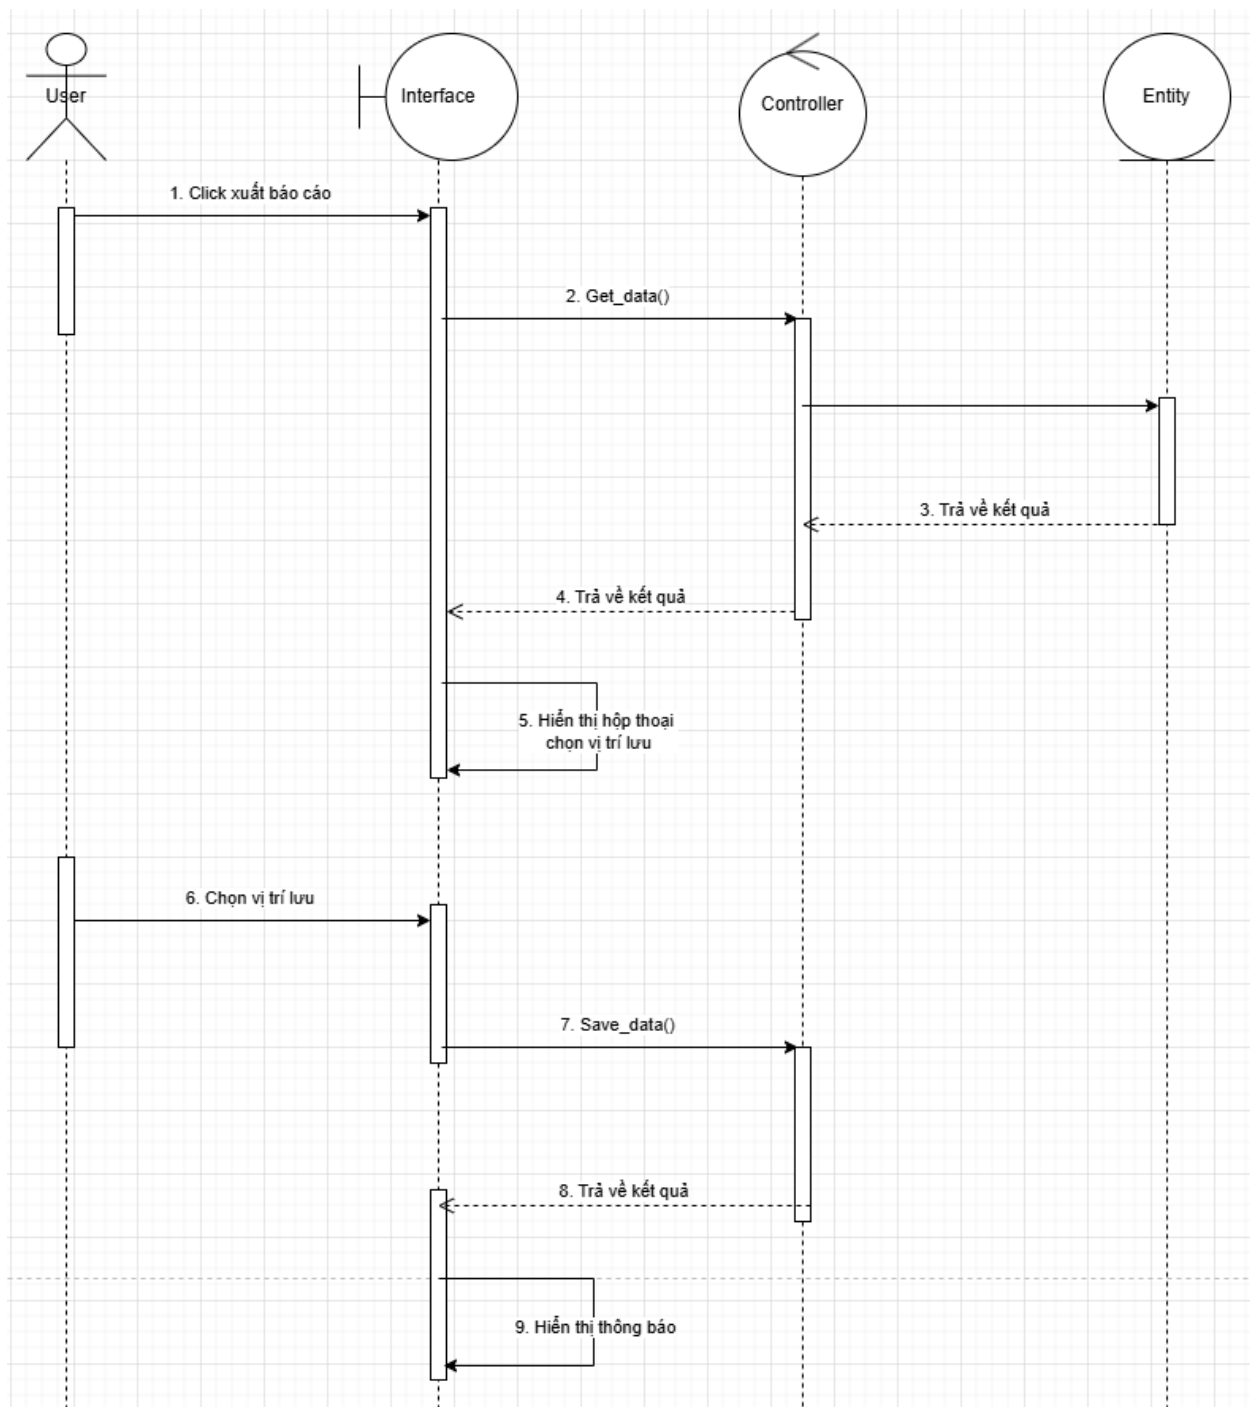 User
Interface
Controller
Entity
1. Click xuất báo cáo
2. Get_data()
3. Trả về kết quả
4. Trả về kết quả
5. Hiển thị hộp thoại
chọn vị trí lưu
6. Chọn vị trí lưu
7. Save_data()
8. Trả về kết quả
9. Hiển thị thông báo